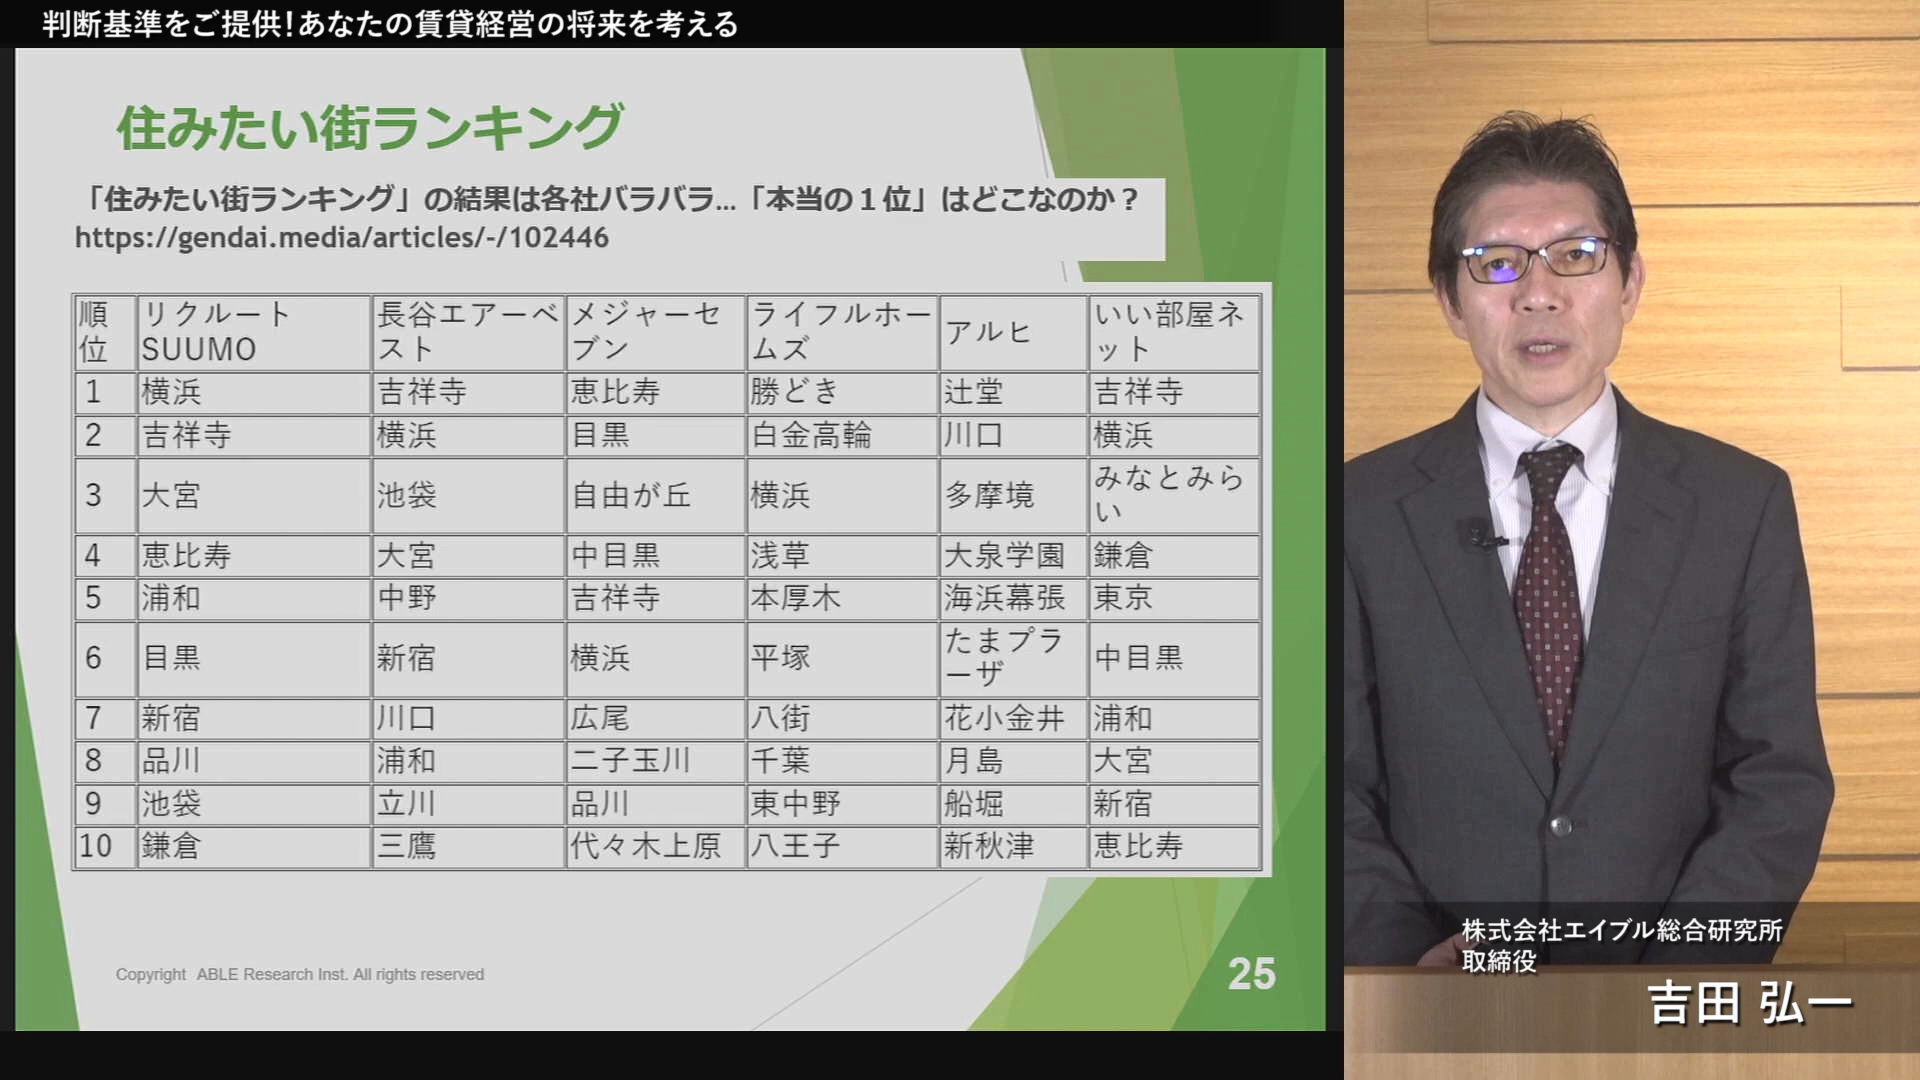 判断基準をご提供！あなたの賃貸経営の将来を考える
住みたい街ランキング
「住みたい街ランキング」の結果は各社バラバラ…「本当の１位」はどこなのか？
https://gendai.media/articles/-/102446
順位 リクルートSUUMO 長谷エアーベスト メジャーセブン ライフルホームズ アルヒ いい部屋ネット
1 横浜 吉祥寺 恵比寿 勝どき 辻堂 吉祥寺
2 吉祥寺 横浜 目黒 白金高輪 川口 横浜
3 大宮 池袋 自由が丘 横浜 多摩境 みなとみらい
4 恵比寿 大宮 中目黒 浅草 大泉学園 鎌倉
5 浦和 中野 吉祥寺 本厚木 海浜幕張 東京
6 目黒 新宿 横浜 平塚 たまプラーザ 中目黒
7 新宿 川口 広尾 八街 花小金井 浦和
8 品川 浦和 二子玉川 千葉 月島 大宮
9 池袋 立川 品川 東中野 船堀 新宿
10 鎌倉 三鷹 代々木上原 八王子 新秋津 恵比寿
Copyright ABLE Research Inst. All rights reserved
25
株式会社エイブル総合研究所
取締役
吉田 弘一